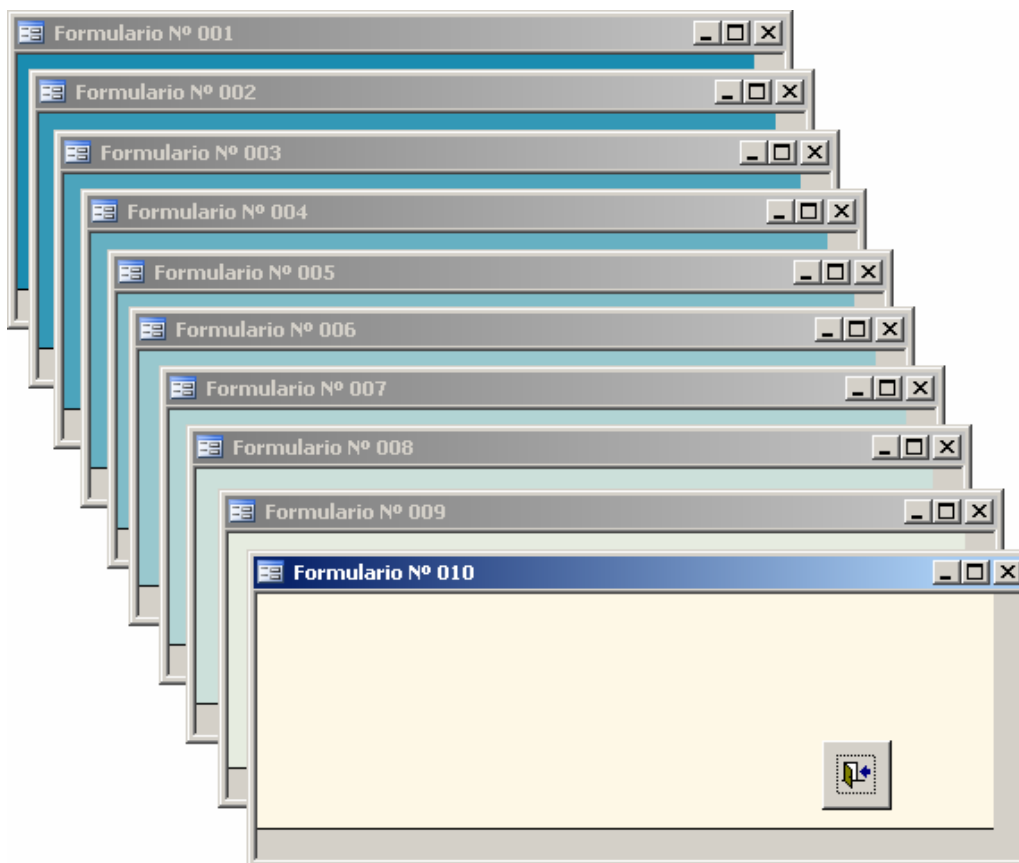 Formulario Nº 001
Formulario Nº 002
Formulario Nº 003
Formulario Nº 004
Formulario Nº 005
Formulario Nº 006
Formulario Nº 007
Formulario Nº 008
Formulario Nº 009
Formulario Nº 010